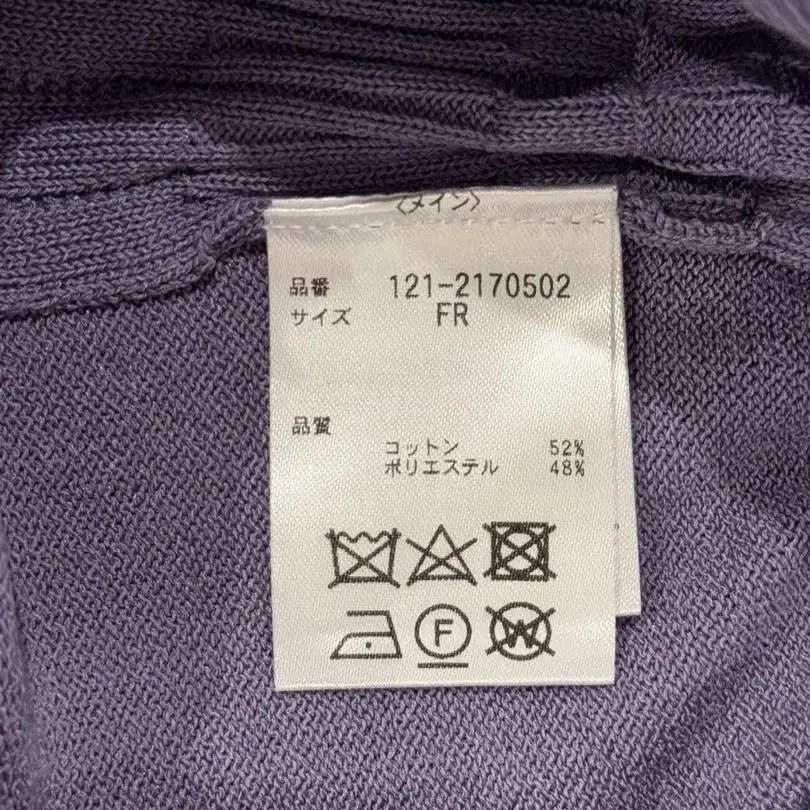 〈メイン〉
品番 121-2170502
サイズ FR
品質
コットン 52%
ポリエステル 48%
F W